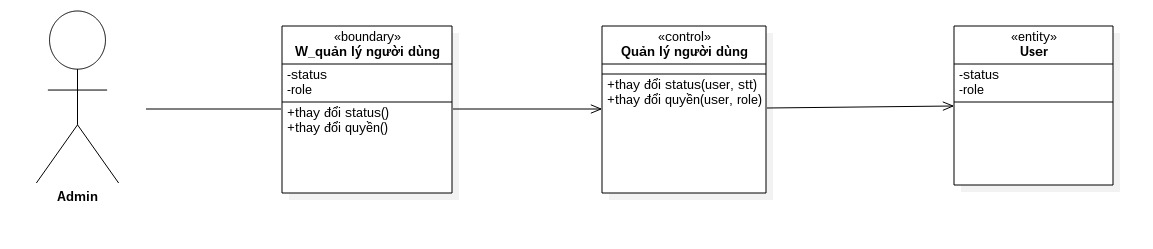 «boundary»
W_quản lý người dùng
-status
-role
+thay đổi status()
+thay đổi quyền()
«control»
Quản lý người dùng
+thay đổi status(user, stt)
+thay đổi quyền(user, role)
«entity»
User
-status
-role
Admin